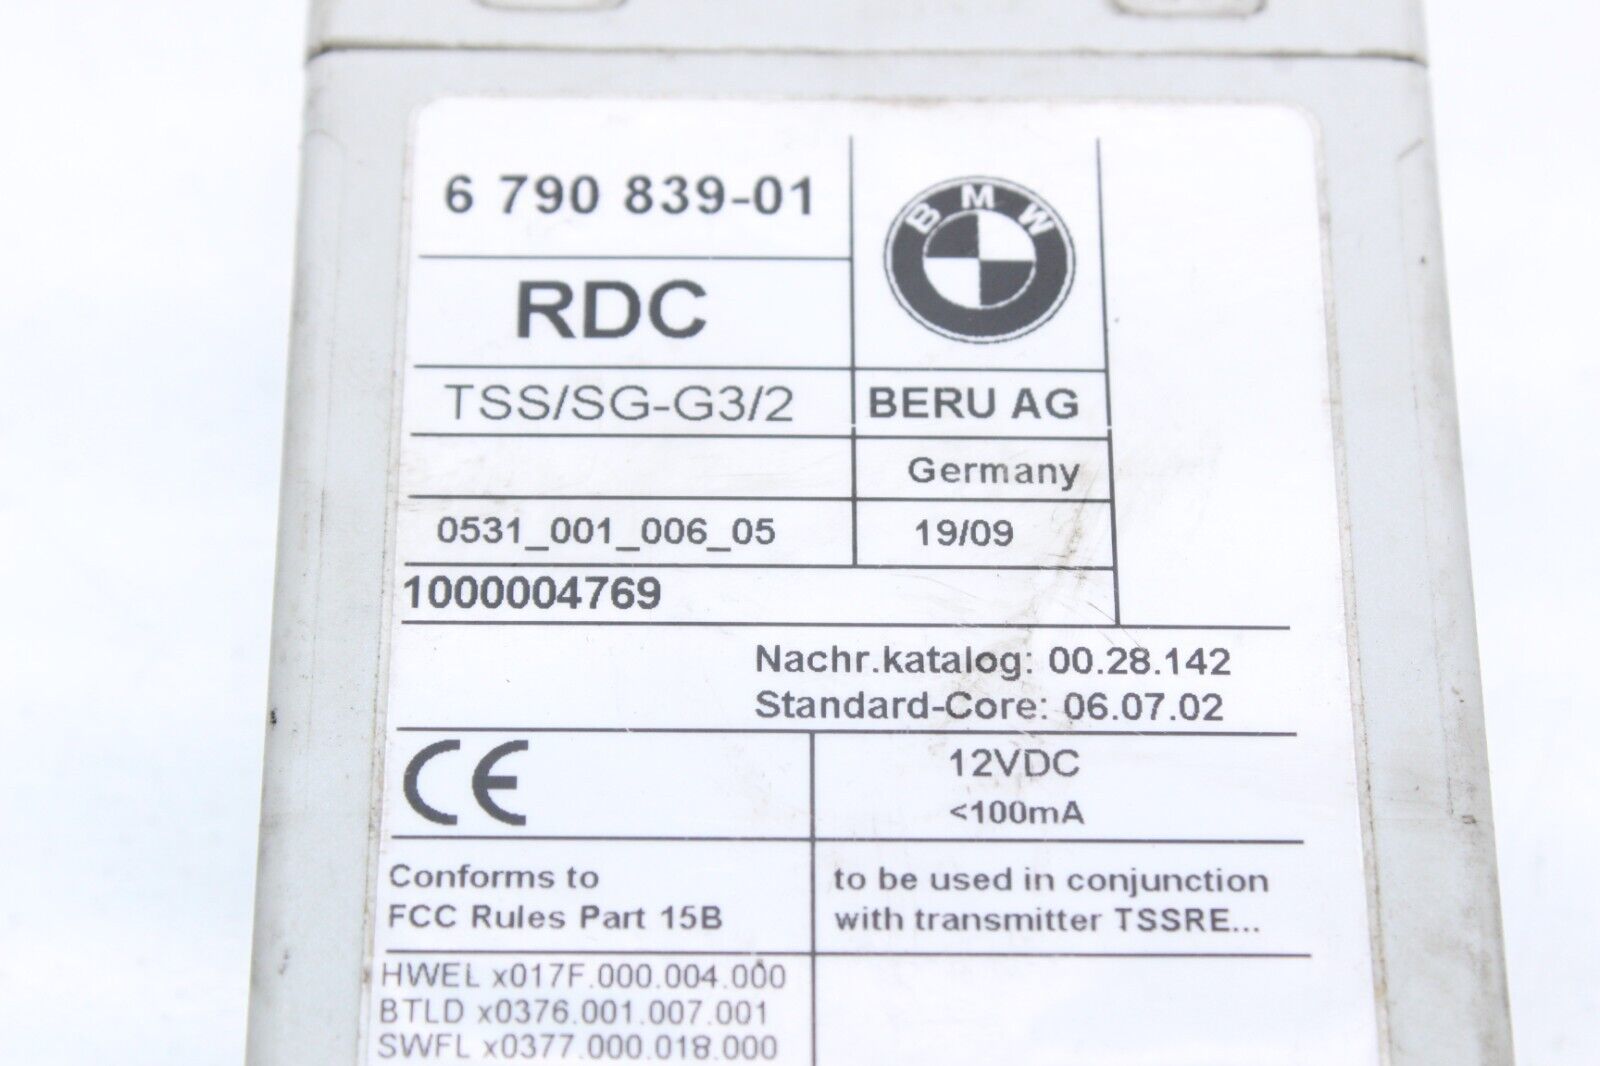 6 790 839-01
BMW
RDC
TSS/SG-G3/2
BERU AG
Germany
0531_001_006_05
19/09
1000004769
Nachr.katalog: 00.28.142
Standard-Core: 06.07.02
CE
12VDC
<100mA
Conforms to
FCC Rules Part 15B
to be used in conjunction
with transmitter TSSRE...
HWEL x017F.000.004.000
BTLD x0376.001.007.001
SWFL x0377.000.018.000